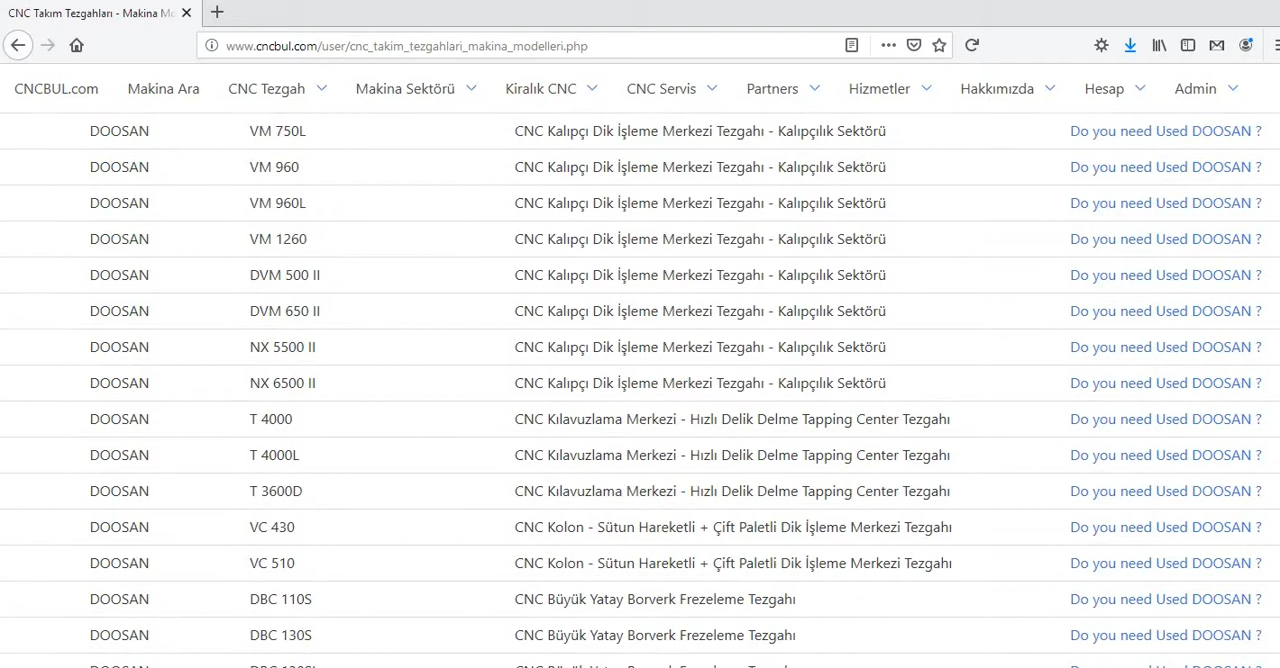 CNC Takım Tezgahları - Makina Mo
www.cncbul.com/user/cnc_takim_tezgahlari_makina_modelleri.php
CNCBUL.com Makina Ara CNC Tezgah Makina Sektörü Kiralık CNC CNC Servis Partners Hizmetler Hakkımızda Hesap Admin
DOOSAN VM 750L CNC Kalıpçı Dik İşleme Merkezi Tezgahı - Kalıpçılık Sektörü Do you need Used DOOSAN ?
DOOSAN VM 960 CNC Kalıpçı Dik İşleme Merkezi Tezgahı - Kalıpçılık Sektörü Do you need Used DOOSAN ?
DOOSAN VM 960L CNC Kalıpçı Dik İşleme Merkezi Tezgahı - Kalıpçılık Sektörü Do you need Used DOOSAN ?
DOOSAN VM 1260 CNC Kalıpçı Dik İşleme Merkezi Tezgahı - Kalıpçılık Sektörü Do you need Used DOOSAN ?
DOOSAN DVM 500 II CNC Kalıpçı Dik İşleme Merkezi Tezgahı - Kalıpçılık Sektörü Do you need Used DOOSAN ?
DOOSAN DVM 650 II CNC Kalıpçı Dik İşleme Merkezi Tezgahı - Kalıpçılık Sektörü Do you need Used DOOSAN ?
DOOSAN NX 5500 II CNC Kalıpçı Dik İşleme Merkezi Tezgahı - Kalıpçılık Sektörü Do you need Used DOOSAN ?
DOOSAN NX 6500 II CNC Kalıpçı Dik İşleme Merkezi Tezgahı - Kalıpçılık Sektörü Do you need Used DOOSAN ?
DOOSAN T 4000 CNC Kılavuzlama Merkezi - Hızlı Delik Delme Tapping Center Tezgahı Do you need Used DOOSAN ?
DOOSAN T 4000L CNC Kılavuzlama Merkezi - Hızlı Delik Delme Tapping Center Tezgahı Do you need Used DOOSAN ?
DOOSAN T 3600D CNC Kılavuzlama Merkezi - Hızlı Delik Delme Tapping Center Tezgahı Do you need Used DOOSAN ?
DOOSAN VC 430 CNC Kolon - Sütun Hareketli + Çift Paletli Dik İşleme Merkezi Tezgahı Do you need Used DOOSAN ?
DOOSAN VC 510 CNC Kolon - Sütun Hareketli + Çift Paletli Dik İşleme Merkezi Tezgahı Do you need Used DOOSAN ?
DOOSAN DBC 110S CNC Büyük Yatay Borverk Frezeleme Tezgahı Do you need Used DOOSAN ?
DOOSAN DBC 130S CNC Büyük Yatay Borverk Frezeleme Tezgahı Do you need Used DOOSAN ?